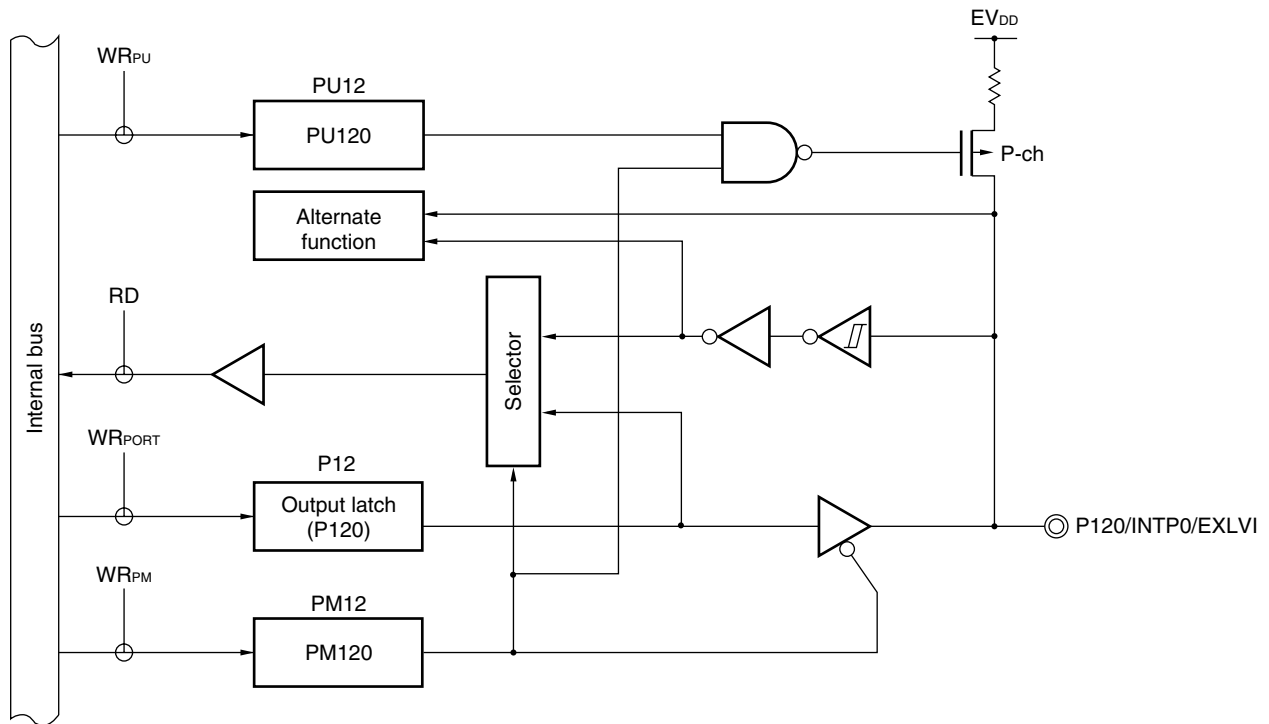 EVDD
WRPU
PU12
PU120
P-ch
Alternate
function
RD
Selector
Internal bus
WRPORT
P12
Output latch
(P120)
P120/INTP0/EXLVI
WRPM
PM12
PM120